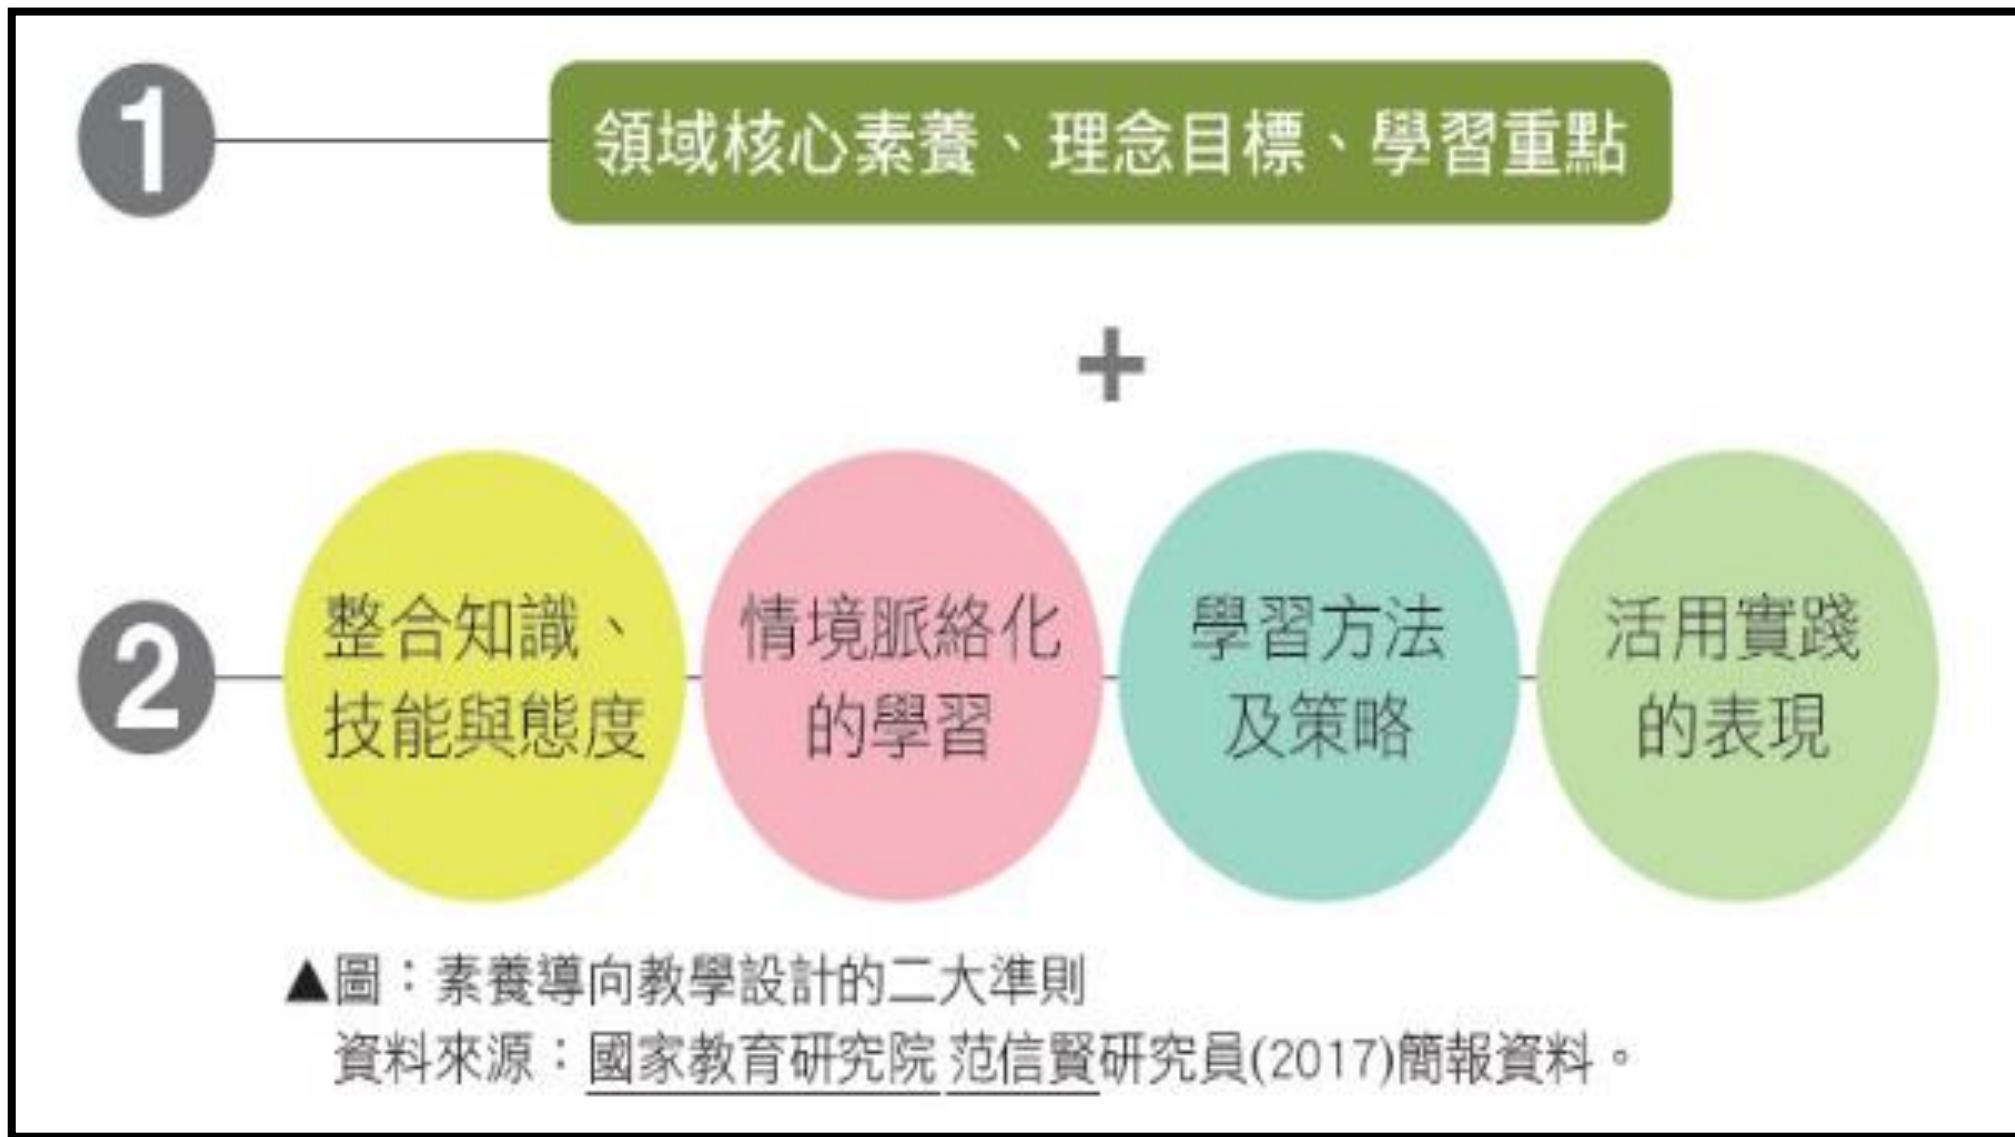 1
領域核心素養、理念目標、學習重點
+
2
整合知識、
技能與態度
情境脈絡化
的學習
學習方法
及策略
活用實踐
的表現
▲圖：素養導向教學設計的二大準則
資料來源：國家教育研究院 范信賢研究員(2017)簡報資料。